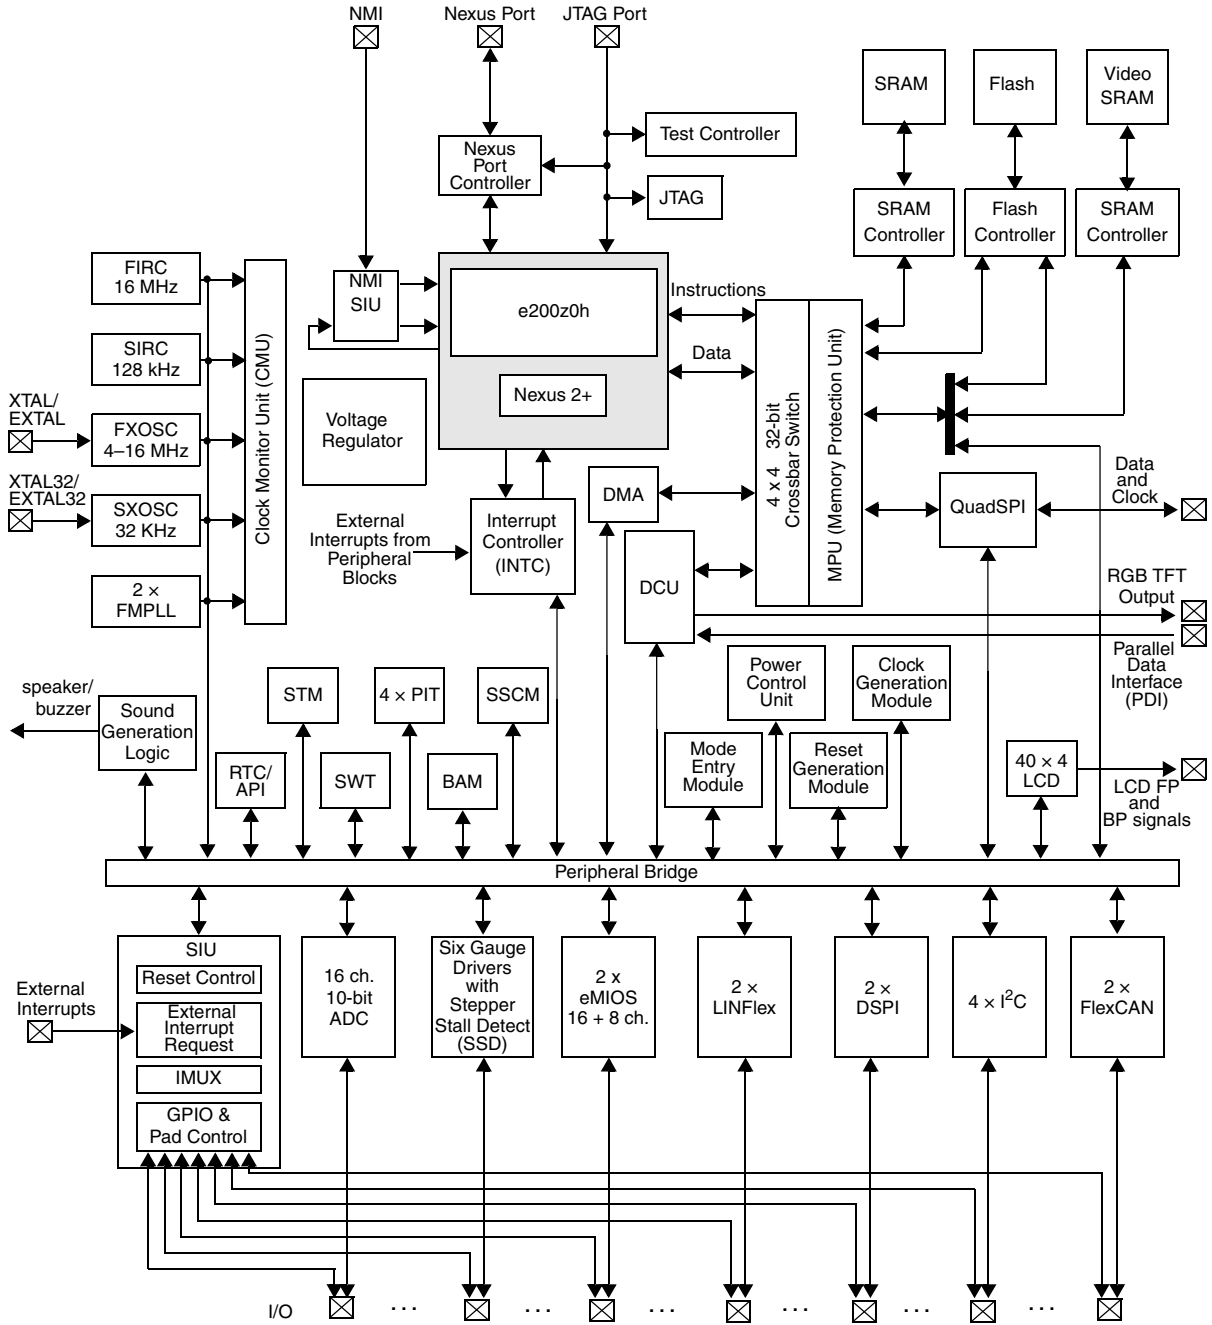 NMI
Nexus Port
JTAG Port
SRAM
Flash
Video
SRAM
Test Controller
Nexus
Port
Controller
JTAG
SRAM
Controller
Flash
Controller
SRAM
Controller
FIRC
16 MHz
SIRC
128 kHz
XTAL/
EXTAL
FXOSC
4–16 MHz
XTAL32/
EXTAL32
SXOSC
32 KHz
2 ×
FMPLL
Clock Monitor Unit (CMU)
NMI
SIU
e200z0h
Nexus 2+
Instructions
Data
Voltage
Regulator
4 x 4 32-bit
Crossbar Switch
MPU (Memory Protection Unit)
DMA
DCU
External
Interrupts from
Peripheral
Blocks
Interrupt
Controller
(INTC)
QuadSPI
Data
and
Clock
RGB TFT
Output
Parallel
Data
Interface
(PDI)
speaker/
buzzer
Sound
Generation
Logic
RTC/
API
STM
SWT
4 × PIT
BAM
SSCM
Mode
Entry
Module
Power
Control
Unit
Reset
Generation
Module
Clock
Generation
Module
40 × 4
LCD
LCD FP
and
BP signals
Peripheral Bridge
SIU
Reset Control
External
Interrupts
External
Interrupt
Request
IMUX
GPIO &
Pad Control
16 ch.
10-bit
ADC
Six Gauge
Drivers
with
Stepper
Stall Detect
(SSD)
2 x
eMIOS
16 + 8 ch.
2 ×
LINFlex
2 ×
DSPI
4 × I²C
2 ×
FlexCAN
I/O
... ... ... ... ... ...